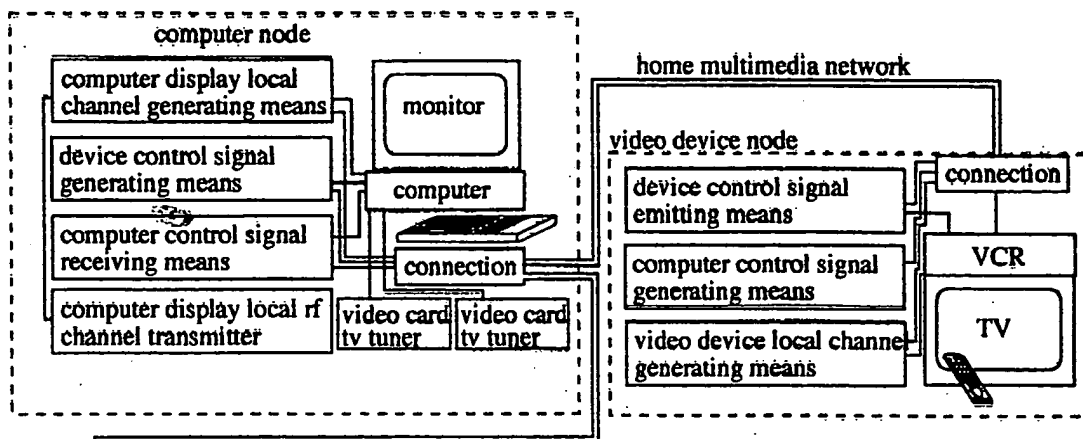 computer node
computer display local
channel generating means
monitor
device control signal
generating means
computer
computer control signal
receiving means
connection
computer display local rf
channel transmitter
video card
tv tuner
video card
tv tuner
home multimedia network
video device node
connection
device control signal
emitting means
VCR
computer control signal
generating means
TV
video device local channel
generating means